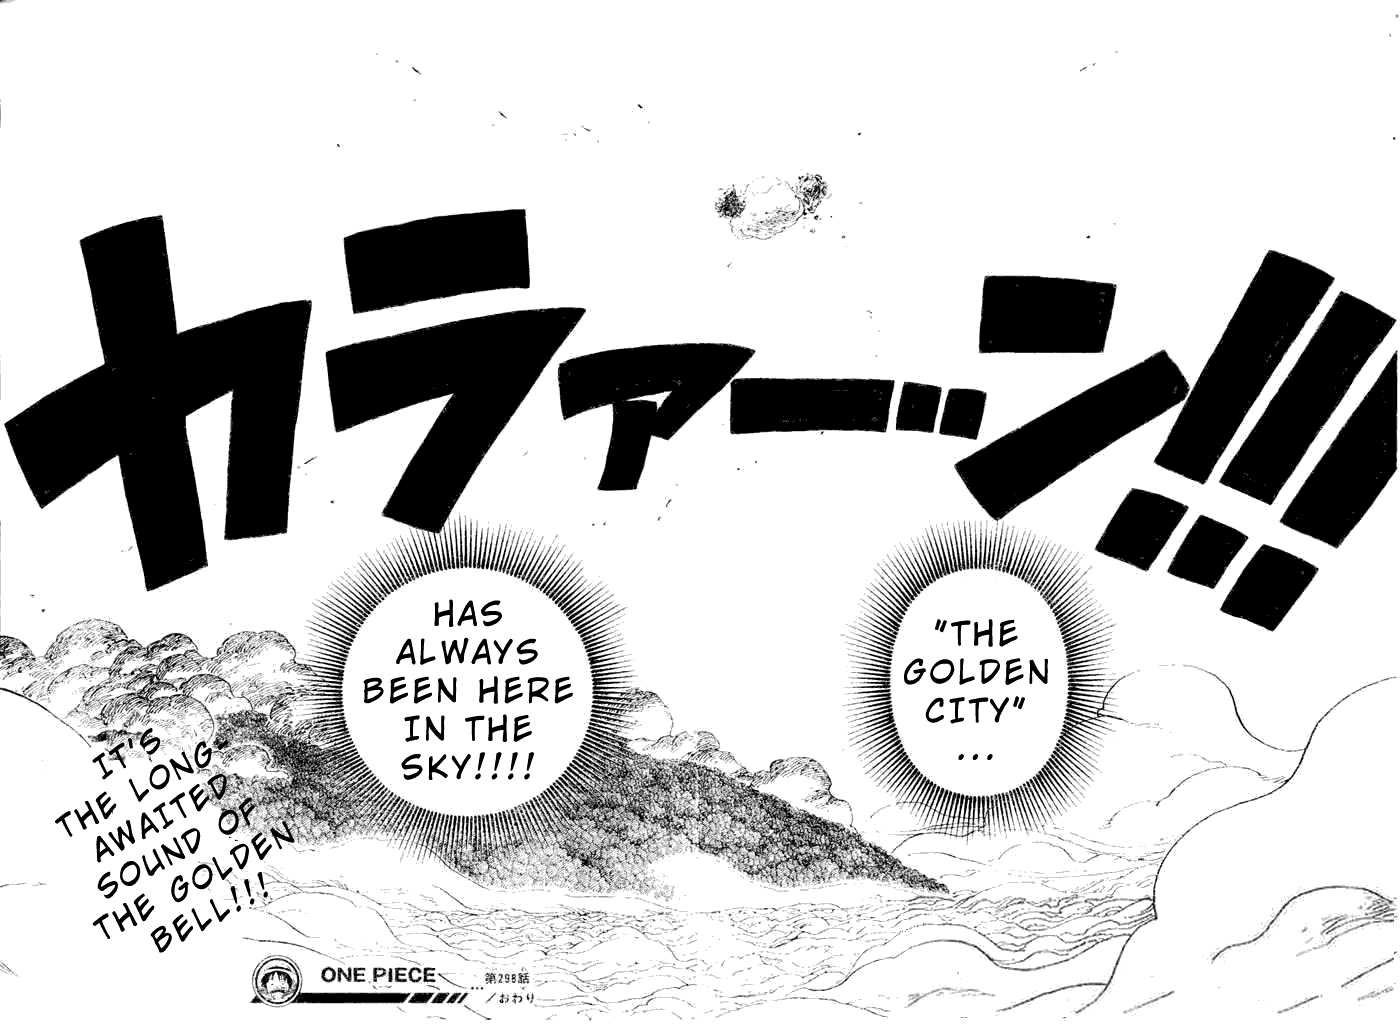 カラァーッン!!!
"THE
GOLDEN
CITY"
...
HAS
ALWAYS
BEEN HERE
IN THE
SKY!!!!
IT'S
THE LONG-
AWAITED
SOUND OF
THE GOLDEN
BELL!!!
ONE PIECE
... 第298話
／おわり